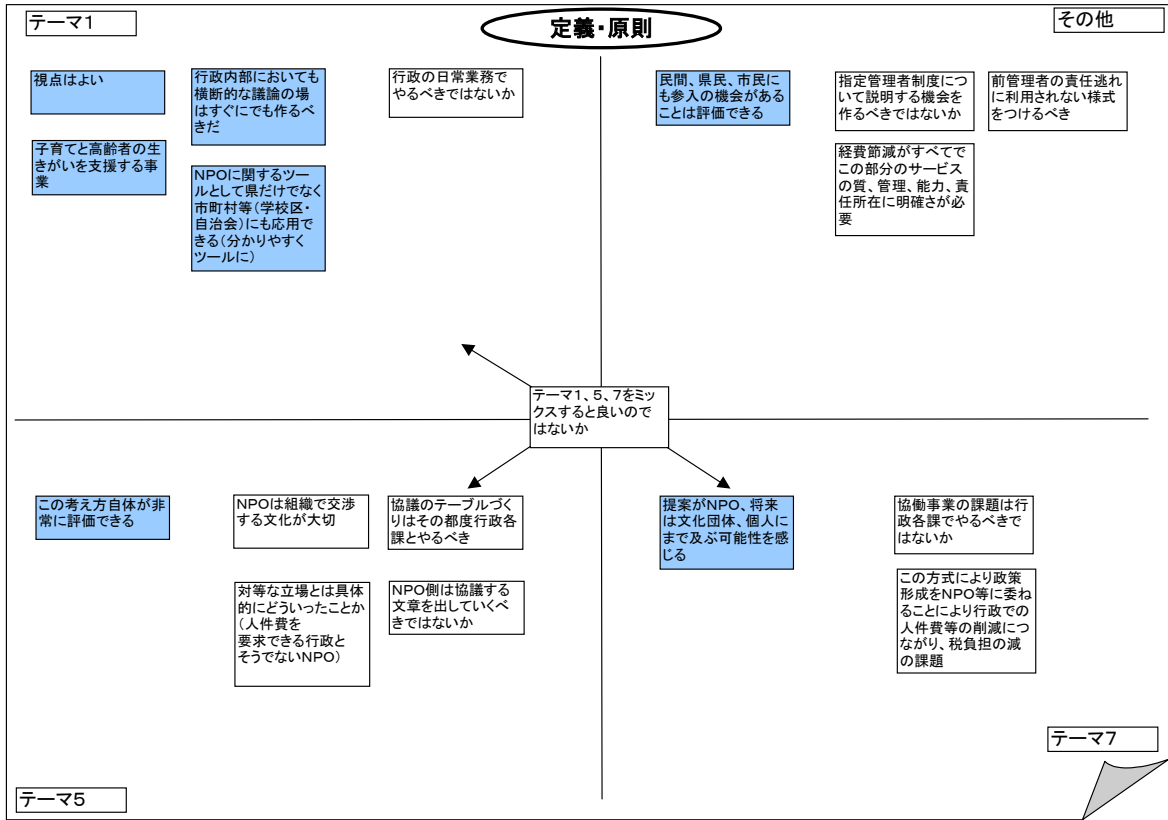 テーマ1
定義・原則
その他
視点はよい
行政内部においても
横断的な議論の場
はすぐにでも作るべ
きだ
行政の日常業務で
やるべきではないか
子育てと高齢者の生
きがいを支援する事
業
NPOに関するツー
ルとして県だけでなく
市町村等(学校区・
自治会)にも応用で
きる(分かりやすく
ツールに)
民間、県民、市民に
も参入の機会がある
ことは評価できる
指定管理者制度につ
いて説明する機会を
作るべきではないか
前管理者の責任逃れ
に利用されない様式
をつけるべき
経費節減がすべてで
この部分のサービス
の質、管理、能力、責
任所在に明確さが必
要
テーマ1、5、7をミッ
クスすると良いので
はないか
この考え方自体が非
常に評価できる
NPOは組織で交渉
する文化が大切
協議のテーブルづく
りはその都度行政各
課とやるべき
対等な立場とは具体
的にどういったことか
(人件費を
要求できる行政と
そうでないNPO)
NPO側は協議する
文章を出していくべ
きではないか
提案がNPO、将来
は文化団体、個人に
まで及ぶ可能性を感
じる
協働事業の課題は行
政各課でやるべきで
はないか
この方式により政策
形成をNPO等に委ね
ることにより行政での
人件費等の削減につ
ながり、税負担の減
の課題
テーマ5
テーマ7